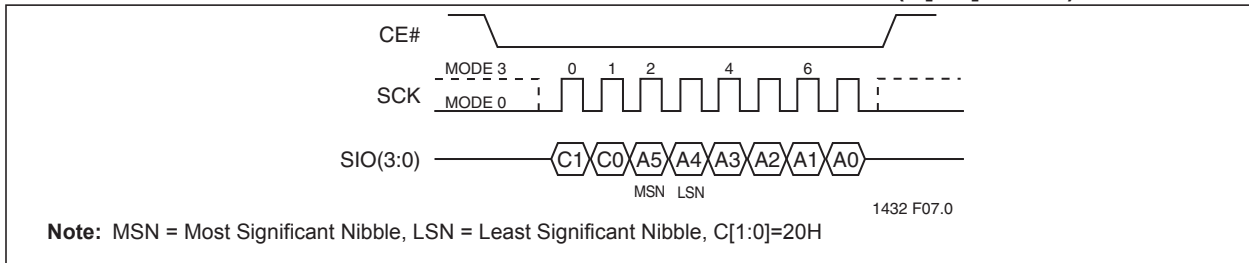 CE#
MODE 3 0 1 2 4 6
SCK
MODE 0
SIO(3:0) C1 C0 A5 A4 A3 A2 A1 A0
MSN LSN
1432 F07.0
Note: MSN = Most Significant Nibble, LSN = Least Significant Nibble, C[1:0]=20H